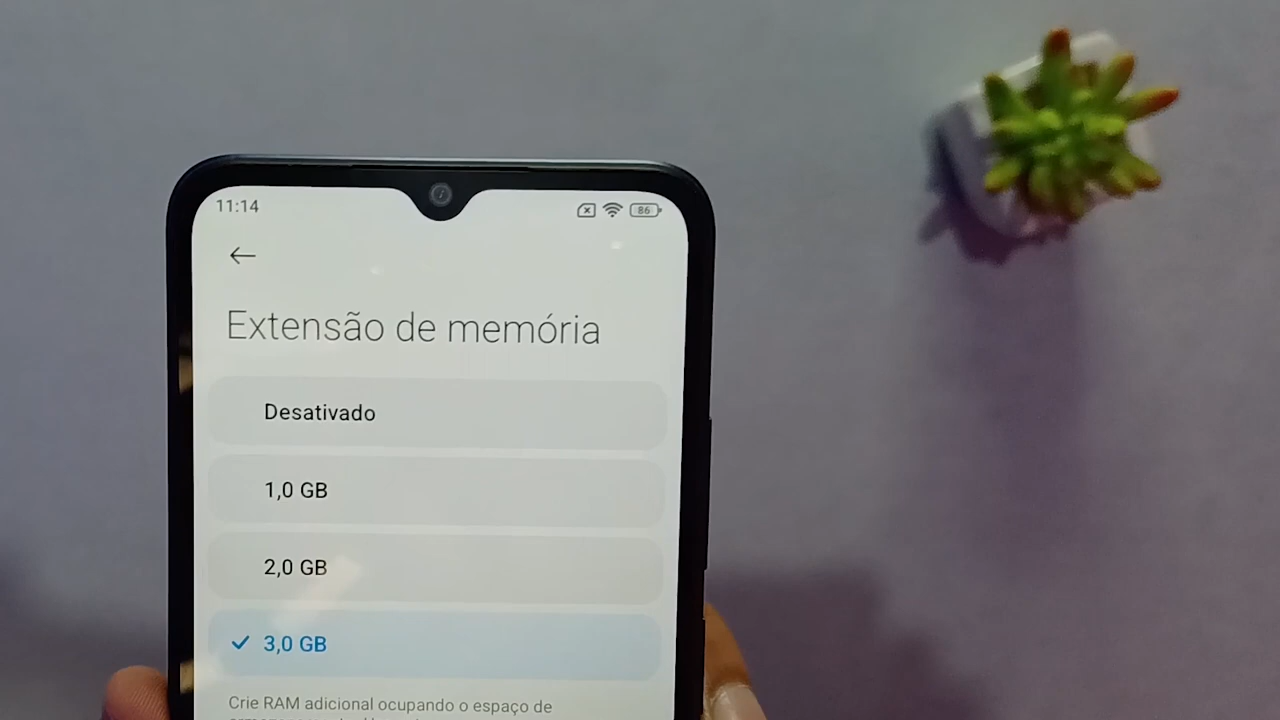 11:14
86
Extensão de memória
Desativado
1,0 GB
2,0 GB
3,0 GB
Crie RAM adicional ocupando o espaço de